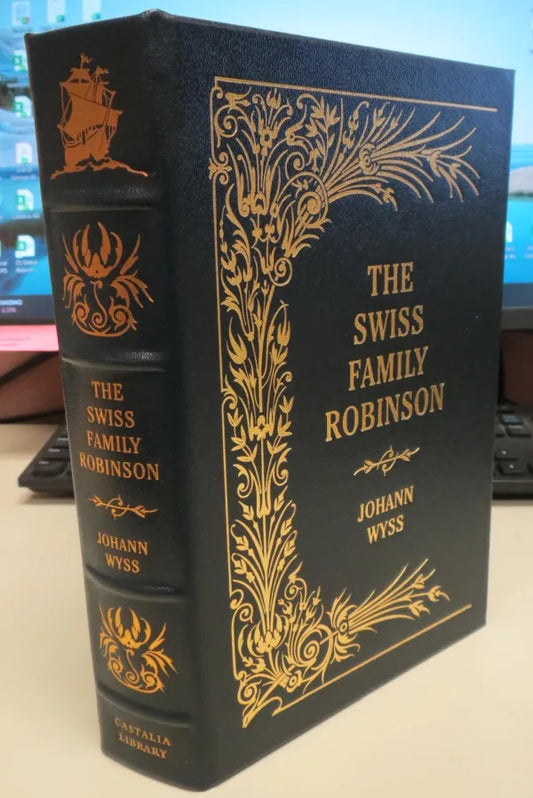 THE
SWISS
FAMILY
ROBINSON
JOHANN
WYSS
CASTALIA
LIBRARY
THE
SWISS
FAMILY
ROBINSON
JOHANN
WYSS